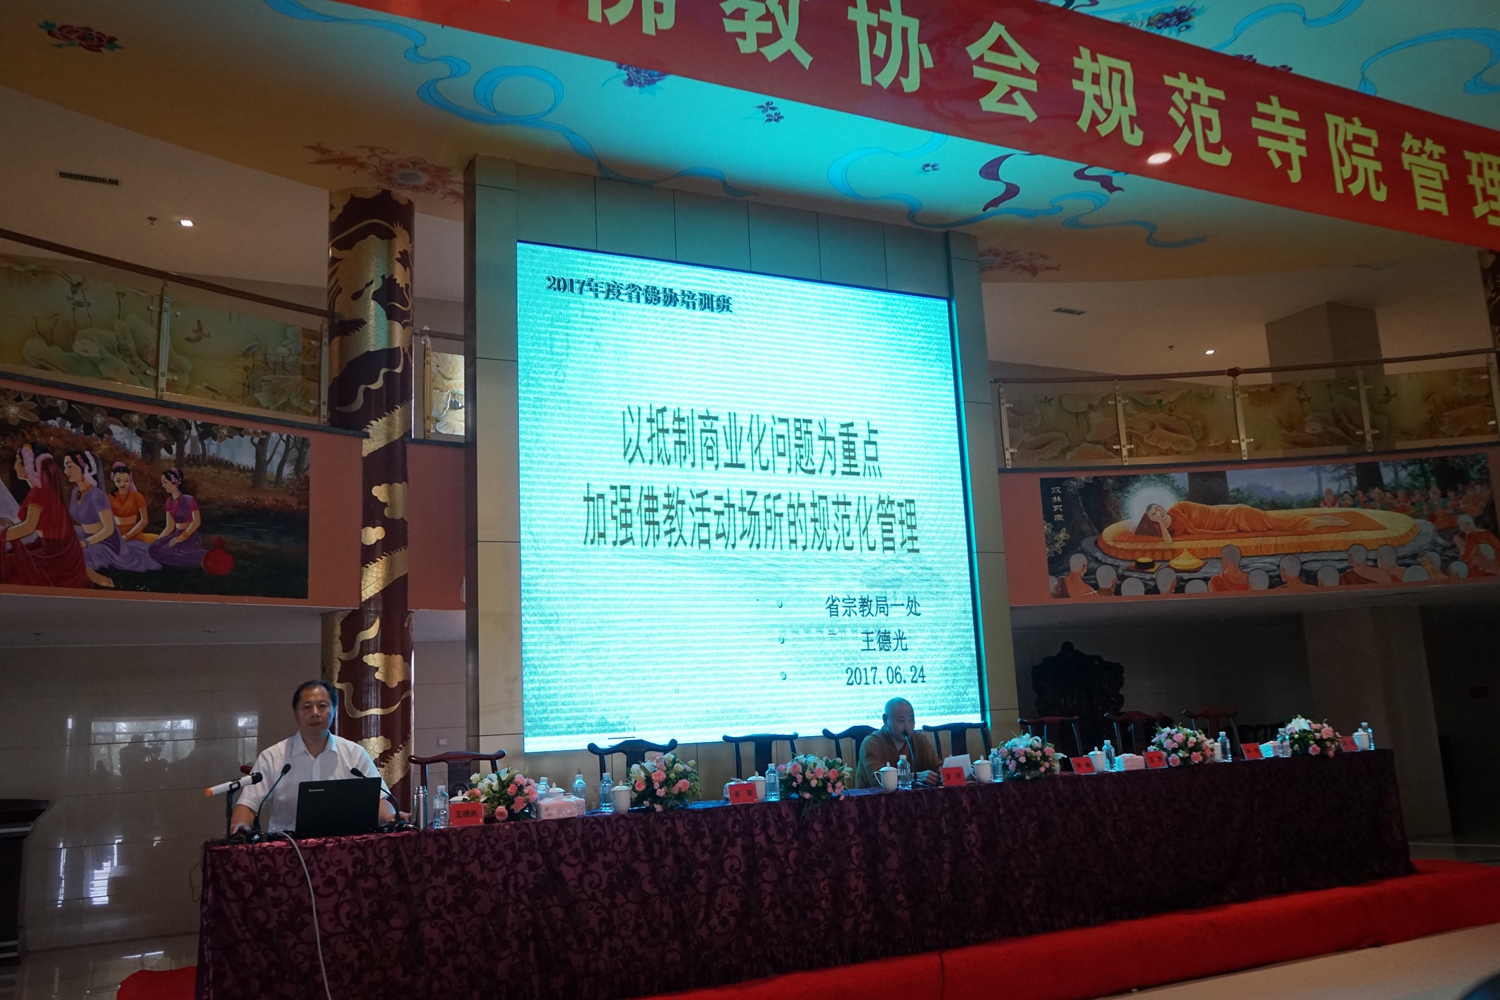 佛教协会规范寺院管理
2017年度省佛协培训班
以抵制商业化问题为重点
加强佛教活动场所的规范化管理
省宗教局一处
王德光
2017.06.24
王德光